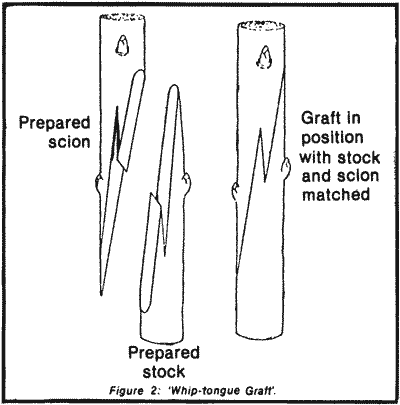 Prepared
scion
Graft in
position
with stock
and scion
matched
Prepared
stock
Figure 2: 'Whip-tongue Graft'.